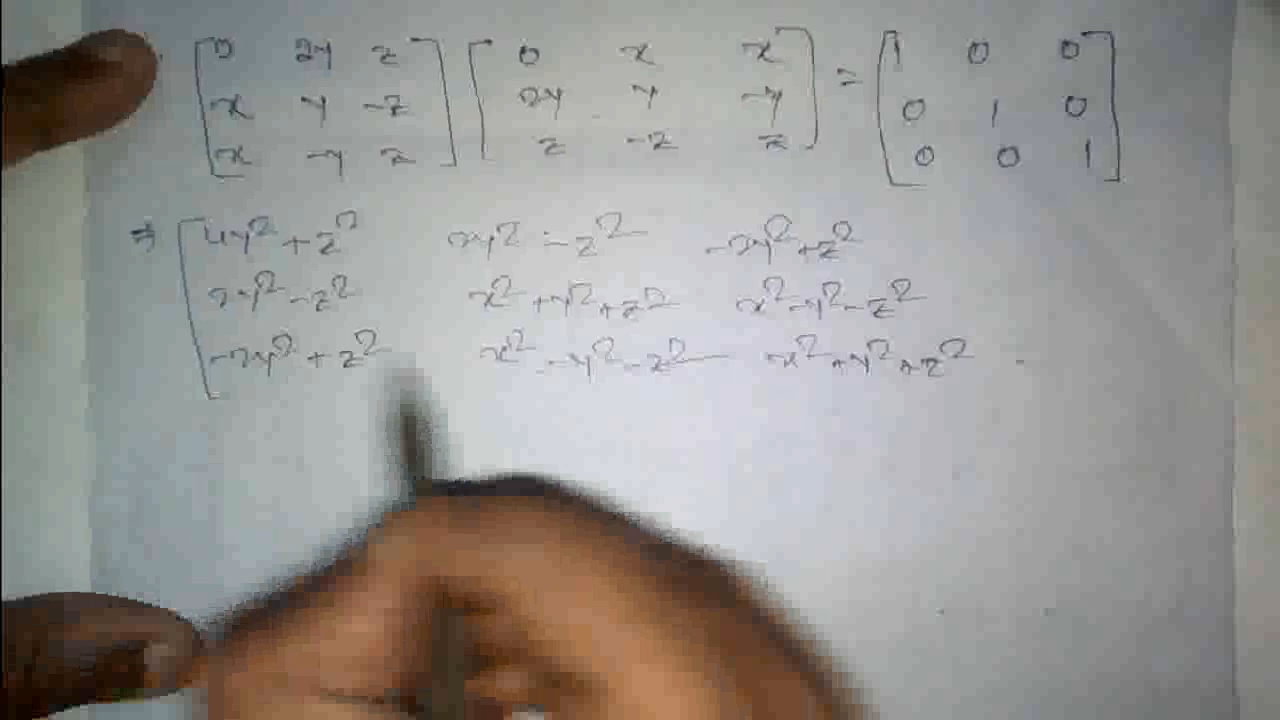 [0 2y z] [0 x x] = [1 0 0]
[x y -z] [2y y -y] [0 1 0]
[x -y z] [z -z z] [0 0 1]
⇒ [4y² + z² 2y² - z² -2y² + z²
2y² - z² x² + y² + z² x² - y² - z²
-2y² + z² x² - y² - z² x² + y² + z²